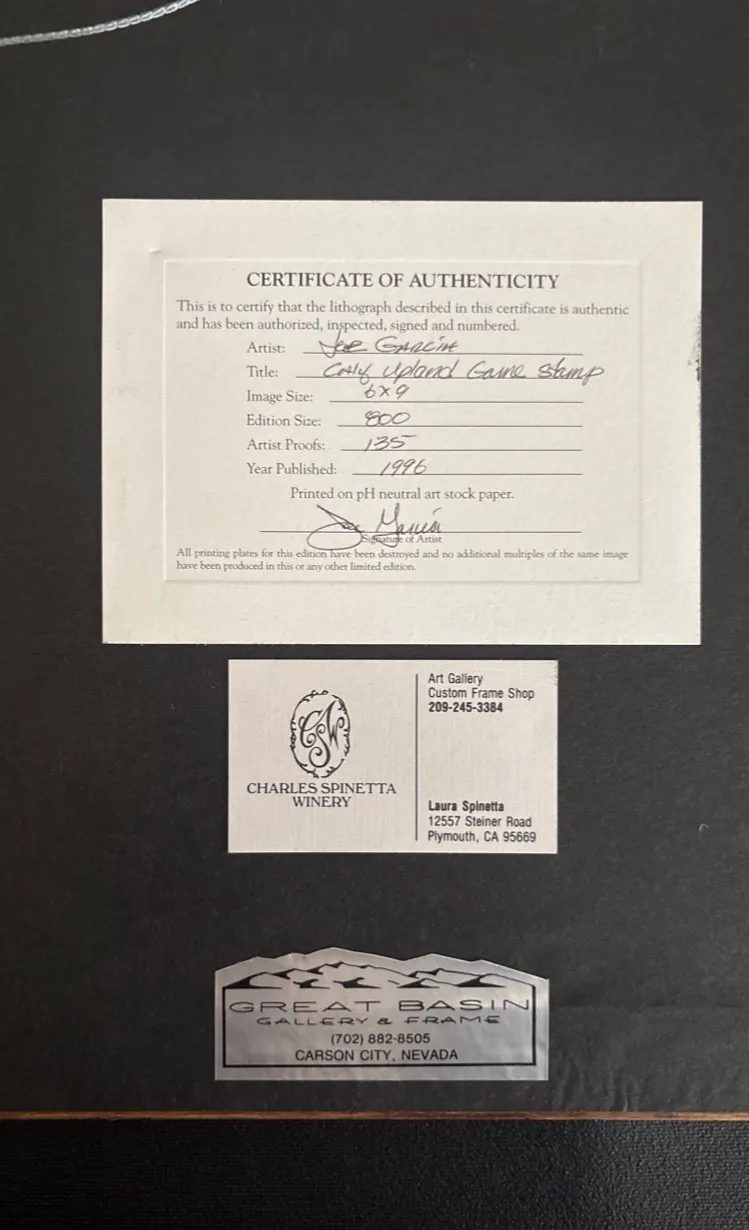 CERTIFICATE OF AUTHENTICITY
This is to certify that the lithograph described in this certificate is authentic
and has been authorized, inspected, signed and numbered.
Artist: Joe Garcia
Title: Calif Upland Game Stamp
Image Size: 6x9
Edition Size: 800
Artist Proofs: 135
Year Published: 1996
Printed on pH neutral art stock paper.
Joe Garcia
Signature of Artist
All printing plates for this edition have been destroyed and no additional multiples of the same image
have been produced in this or any other limited edition.
CSW
CHARLES SPINETTA
WINERY
Art Gallery
Custom Frame Shop
209-245-3384
Laura Spinetta
12557 Steiner Road
Plymouth, CA 95669
GREAT BASIN
GALLERY & FRAME
(702) 882-8505
CARSON CITY, NEVADA